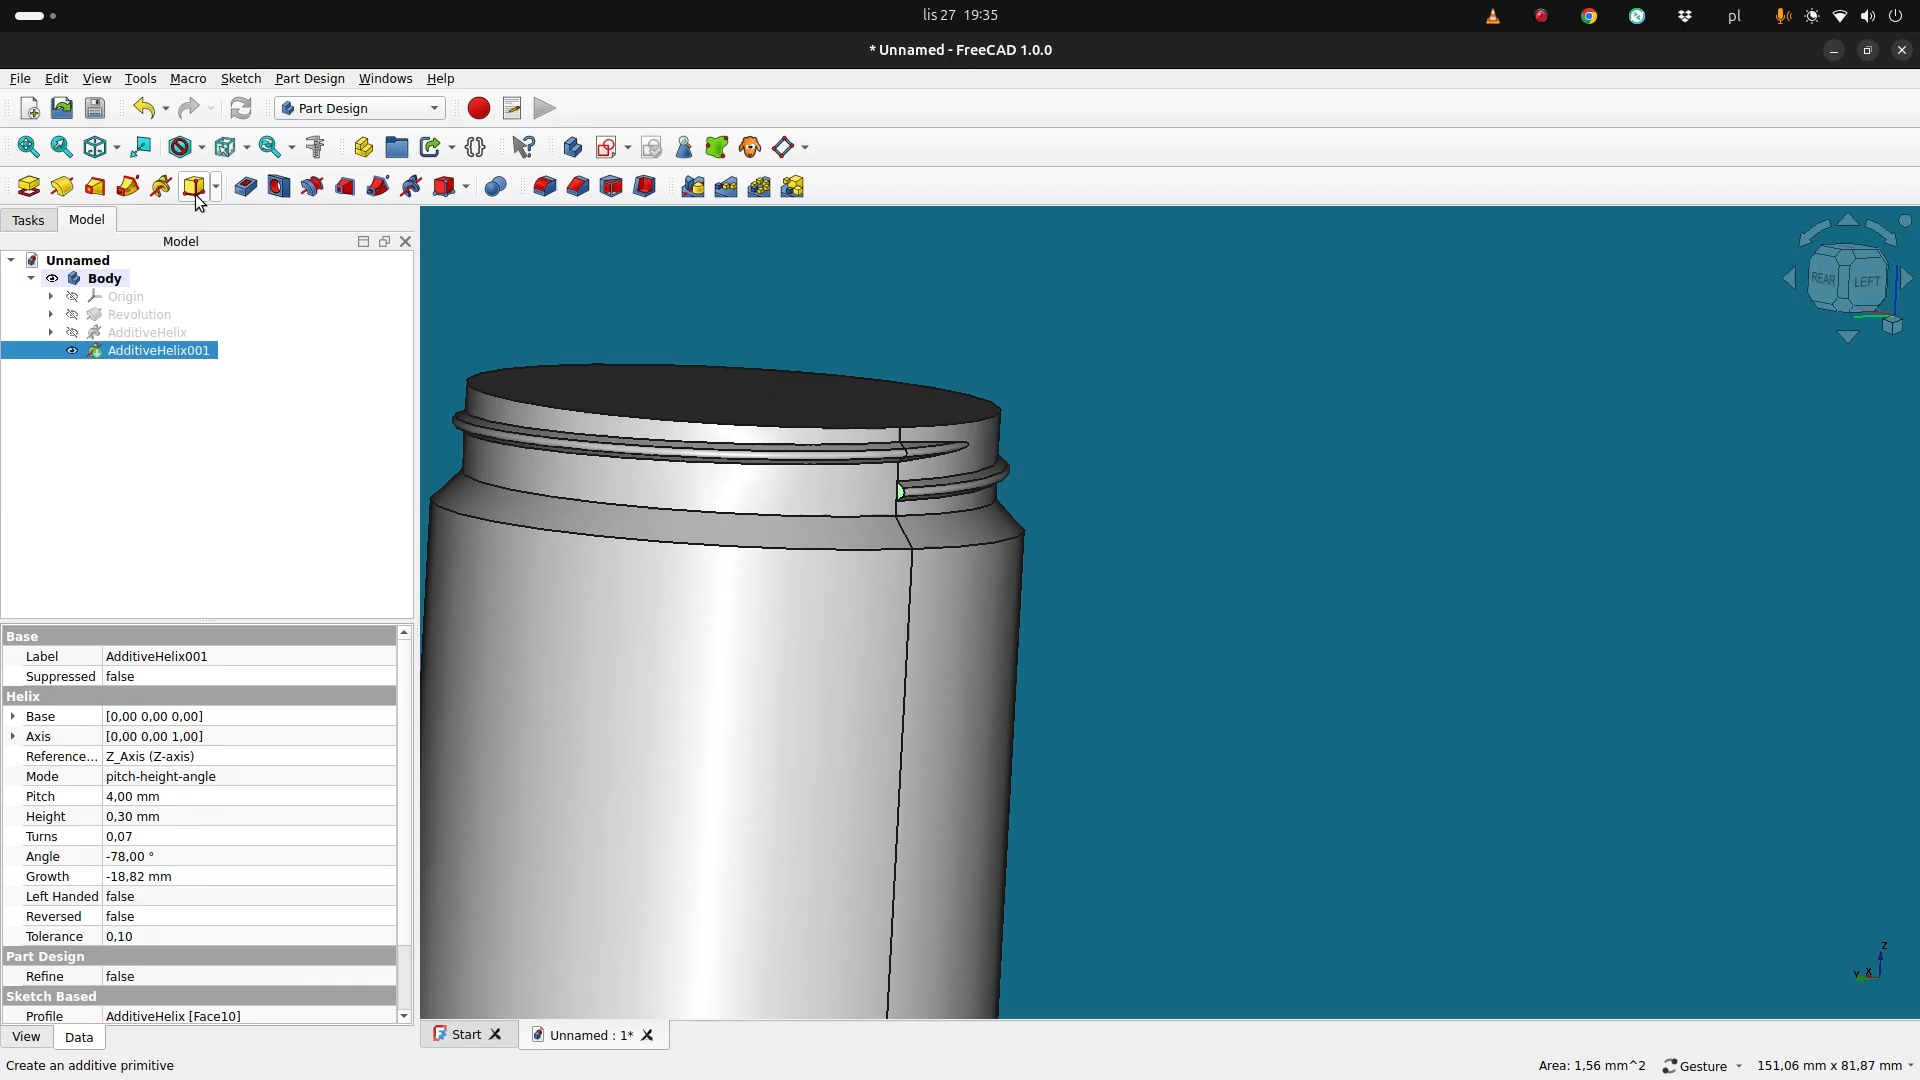 lis 27 19:35
pl
* Unnamed - FreeCAD 1.0.0
File Edit View Tools Macro Sketch Part Design Windows Help
Part Design
Tasks Model
Model
Unnamed
Body
Origin
Revolution
AdditiveHelix
AdditiveHelix001
REAR LEFT
Base
Label AdditiveHelix001
Suppressed false
Helix
Base [0,00 0,00 0,00]
Axis [0,00 0,00 1,00]
Reference... Z_Axis (Z-axis)
Mode pitch-height-angle
Pitch 4,00 mm
Height 0,30 mm
Turns 0,07
Angle -78,00 °
Growth -18,82 mm
Left Handed false
Reversed false
Tolerance 0,10
Part Design
Refine false
Sketch Based
Profile AdditiveHelix [Face10]
Z
Y X
View Data
Start Unnamed : 1*
Create an additive primitive
Area: 1,56 mm^2 Gesture 151,06 mm x 81,87 mm